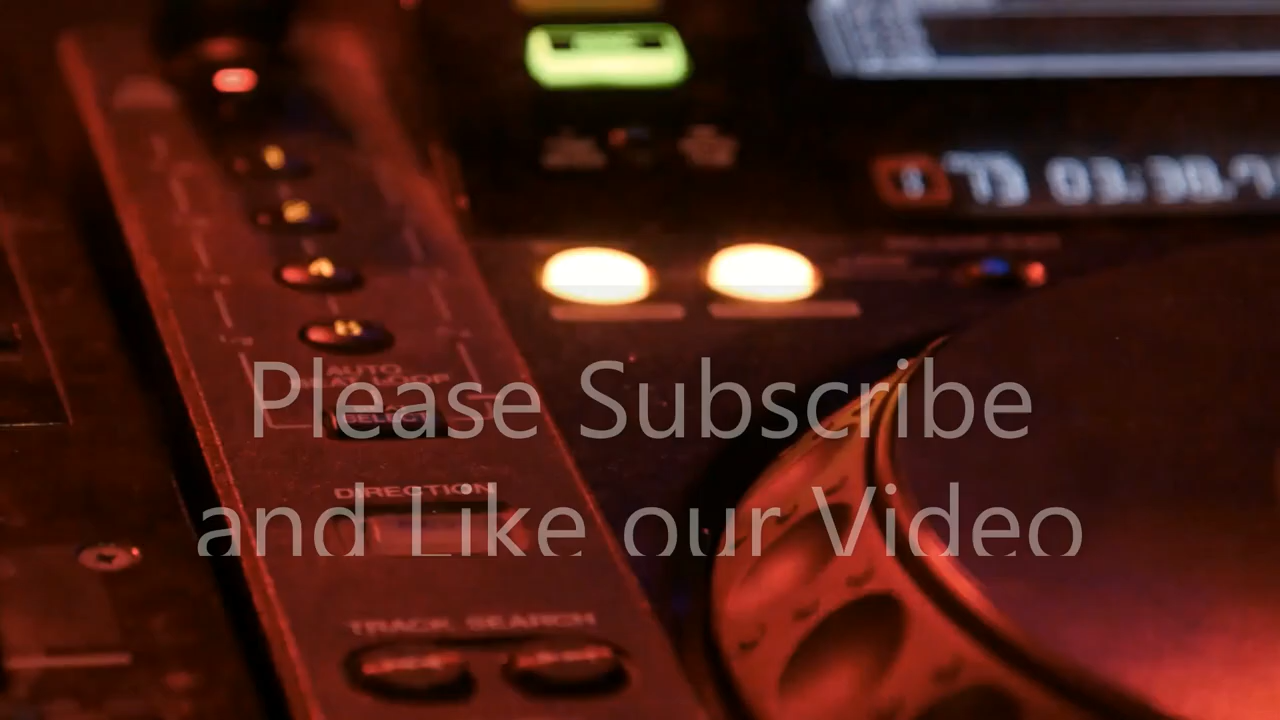 AUTO
BEAT LOOP
SELECT
Please Subscribe
DIRECTION
and Like our Video
TRACK SEARCH